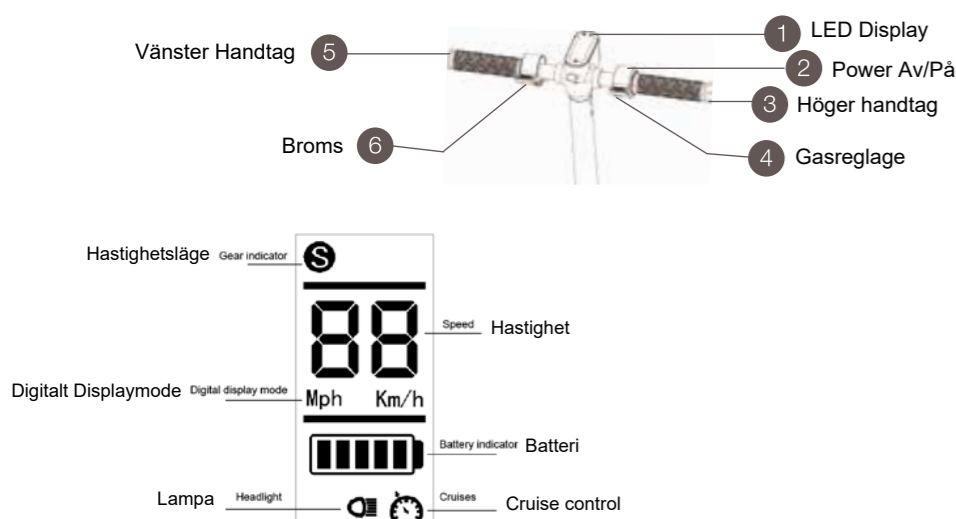 1 LED Display
Vänster Handtag 5
2 Power Av/På
3 Höger handtag
Broms 6
4 Gasreglage
Hastighetsläge Gear indicator S
88 Speed Hastighet
Digitalt Displaymode Digital display mode Mph Km/h
Battery indicator Batteri
Lampa Headlight Cruises Cruise control